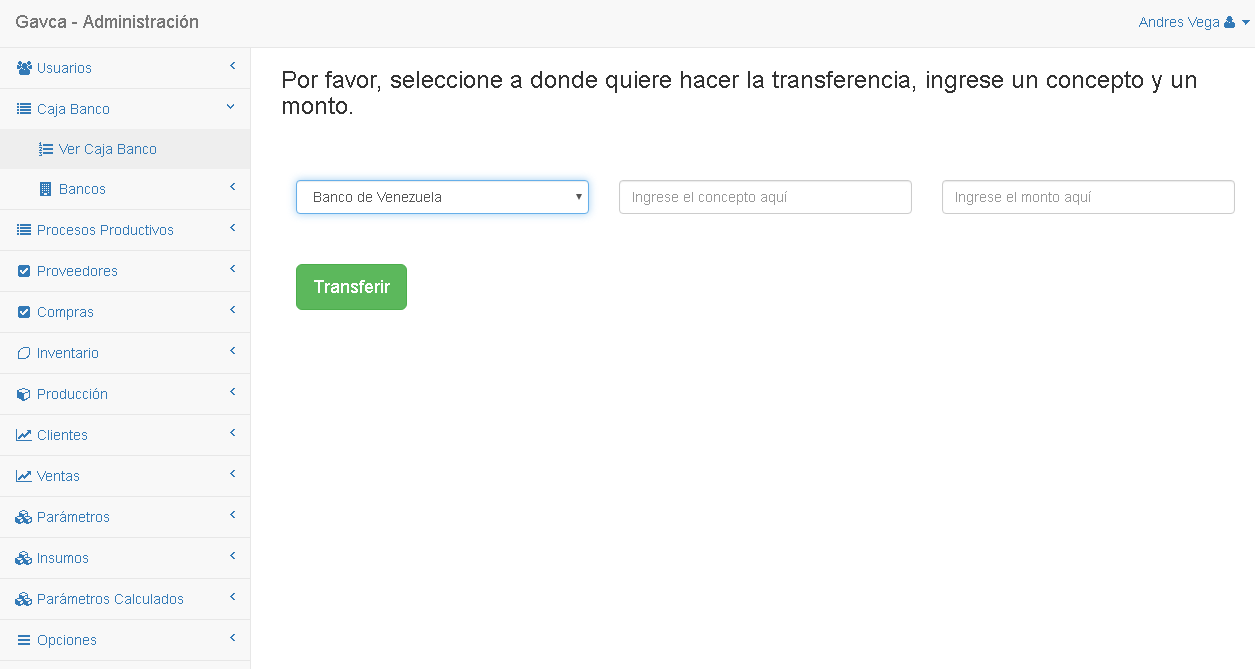 Gavca - Administración
Andres Vega
Usuarios
Caja Banco
Ver Caja Banco
Bancos
Procesos Productivos
Proveedores
Compras
Inventario
Producción
Clientes
Ventas
Parámetros
Insumos
Parámetros Calculados
Opciones
Por favor, seleccione a donde quiere hacer la transferencia, ingrese un concepto y un
monto.
Banco de Venezuela
Ingrese el concepto aquí
Ingrese el monto aquí
Transferir